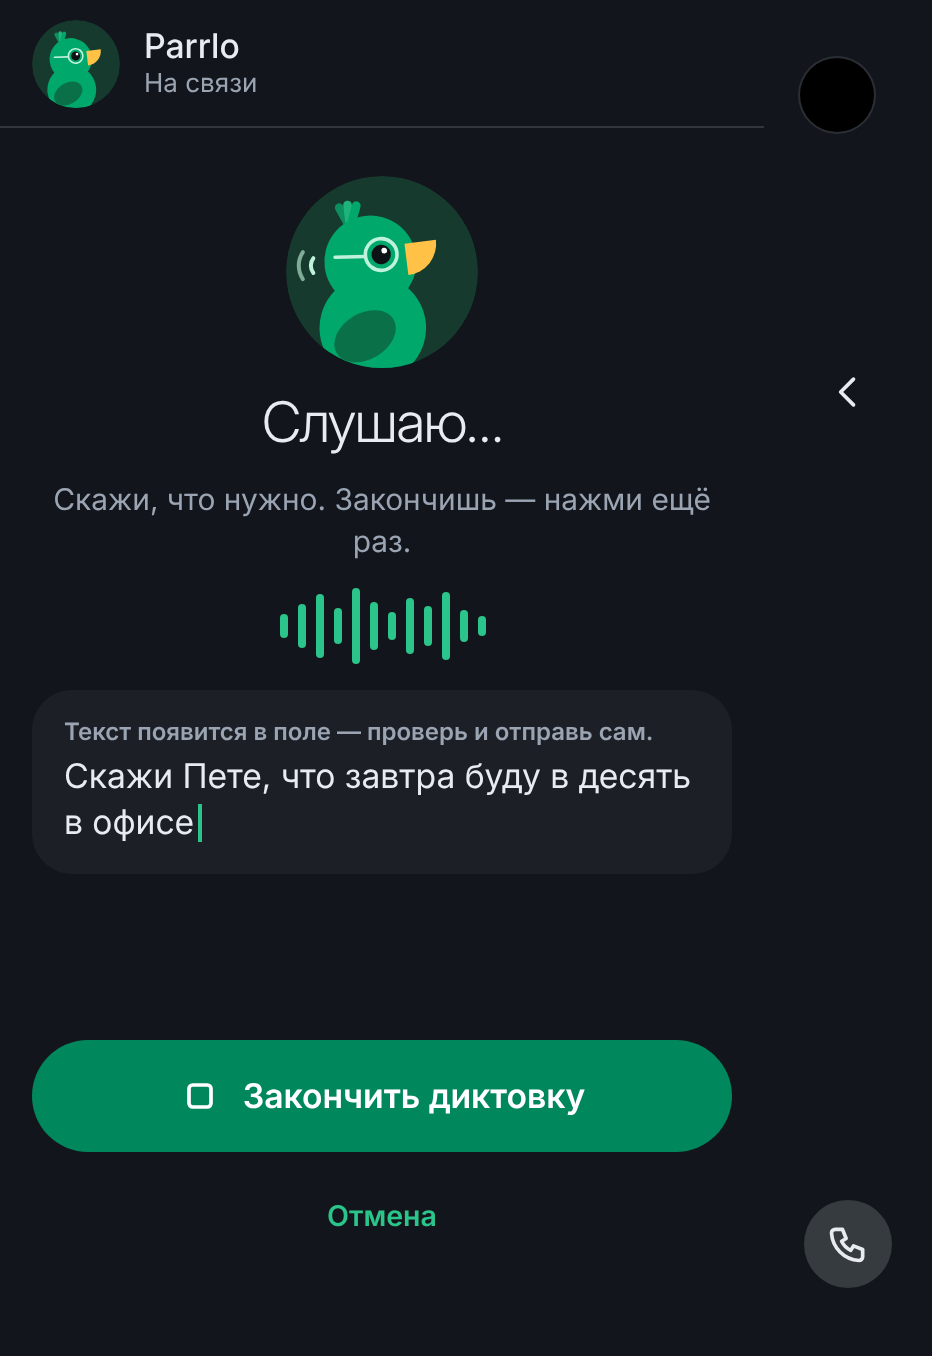 Parrlo
На связи
Слушаю...
Скажи, что нужно. Закончишь — нажми ещё
раз.
Текст появится в поле — проверь и отправь сам.
Скажи Пете, что завтра буду в десять
в офисе
Закончить диктовку
Отмена